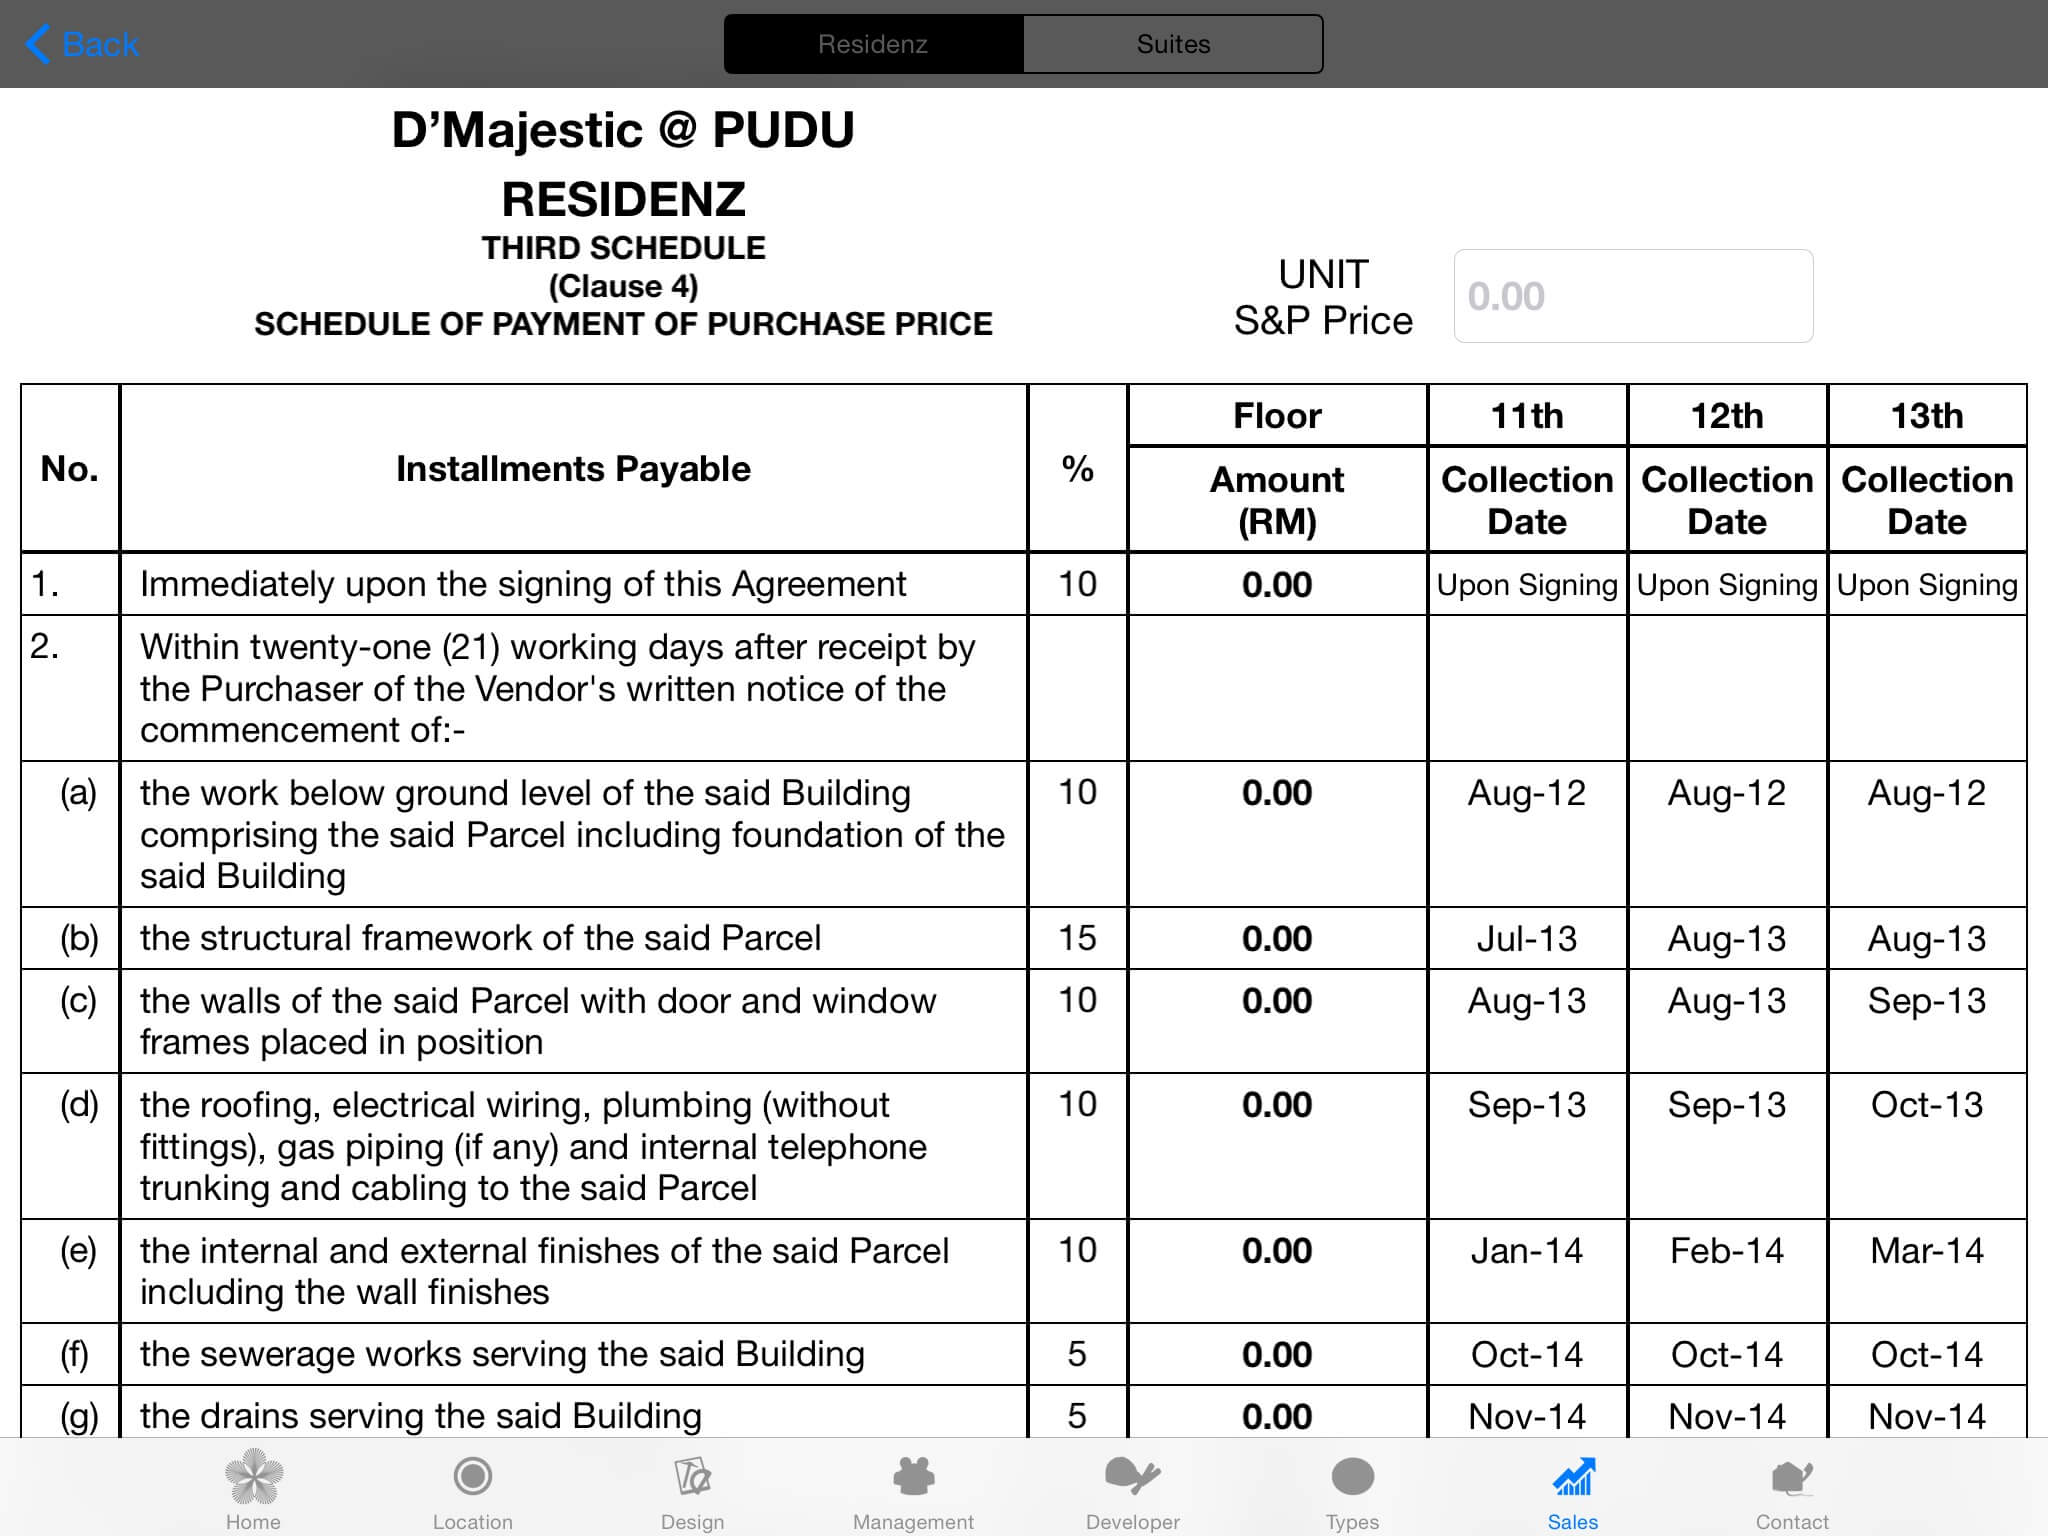 Back
Residenz Suites
D’Majestic @ PUDU
RESIDENZ
THIRD SCHEDULE
(Clause 4)
SCHEDULE OF PAYMENT OF PURCHASE PRICE
UNIT
S&P Price
0.00
No. Installments Payable % Floor 11th 12th 13th
Amount Collection Collection Collection
(RM) Date Date Date
1. Immediately upon the signing of this Agreement 10 0.00 Upon Signing Upon Signing Upon Signing
2. Within twenty-one (21) working days after receipt by
the Purchaser of the Vendor's written notice of the
commencement of:-
(a) the work below ground level of the said Building 10 0.00 Aug-12 Aug-12 Aug-12
comprising the said Parcel including foundation of the
said Building
(b) the structural framework of the said Parcel 15 0.00 Jul-13 Aug-13 Aug-13
(c) the walls of the said Parcel with door and window 10 0.00 Aug-13 Aug-13 Sep-13
frames placed in position
(d) the roofing, electrical wiring, plumbing (without 10 0.00 Sep-13 Sep-13 Oct-13
fittings), gas piping (if any) and internal telephone
trunking and cabling to the said Parcel
(e) the internal and external finishes of the said Parcel 10 0.00 Jan-14 Feb-14 Mar-14
including the wall finishes
(f) the sewerage works serving the said Building 5 0.00 Oct-14 Oct-14 Oct-14
(g) the drains serving the said Building 5 0.00 Nov-14 Nov-14 Nov-14
Home Location Design Management Developer Types Sales Contact